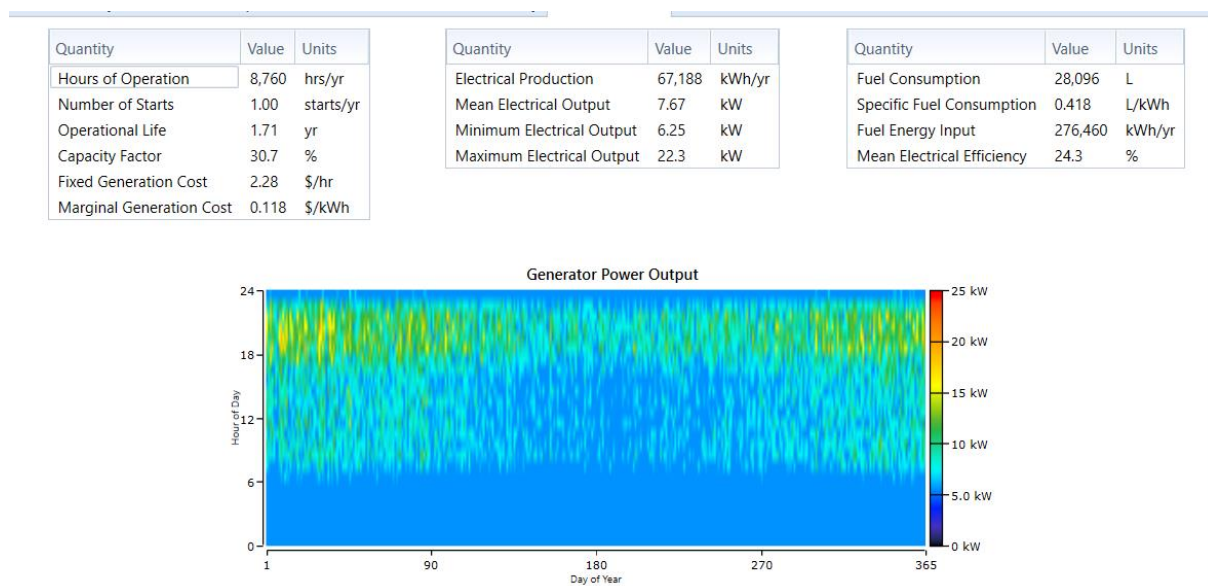 Quantity Value Units
Hours of Operation 8,760 hrs/yr
Number of Starts 1.00 starts/yr
Operational Life 1.71 yr
Capacity Factor 30.7 %
Fixed Generation Cost 2.28 $/hr
Marginal Generation Cost 0.118 $/kWh
Quantity Value Units
Electrical Production 67,188 kWh/yr
Mean Electrical Output 7.67 kW
Minimum Electrical Output 6.25 kW
Maximum Electrical Output 22.3 kW
Quantity Value Units
Fuel Consumption 28,096 L
Specific Fuel Consumption 0.418 L/kWh
Fuel Energy Input 276,460 kWh/yr
Mean Electrical Efficiency 24.3 %
Generator Power Output
24
18
12
6
0
Hour of Day
1 90 180 270 365
Day of Year
25 kW
20 kW
15 kW
10 kW
5.0 kW
0 kW